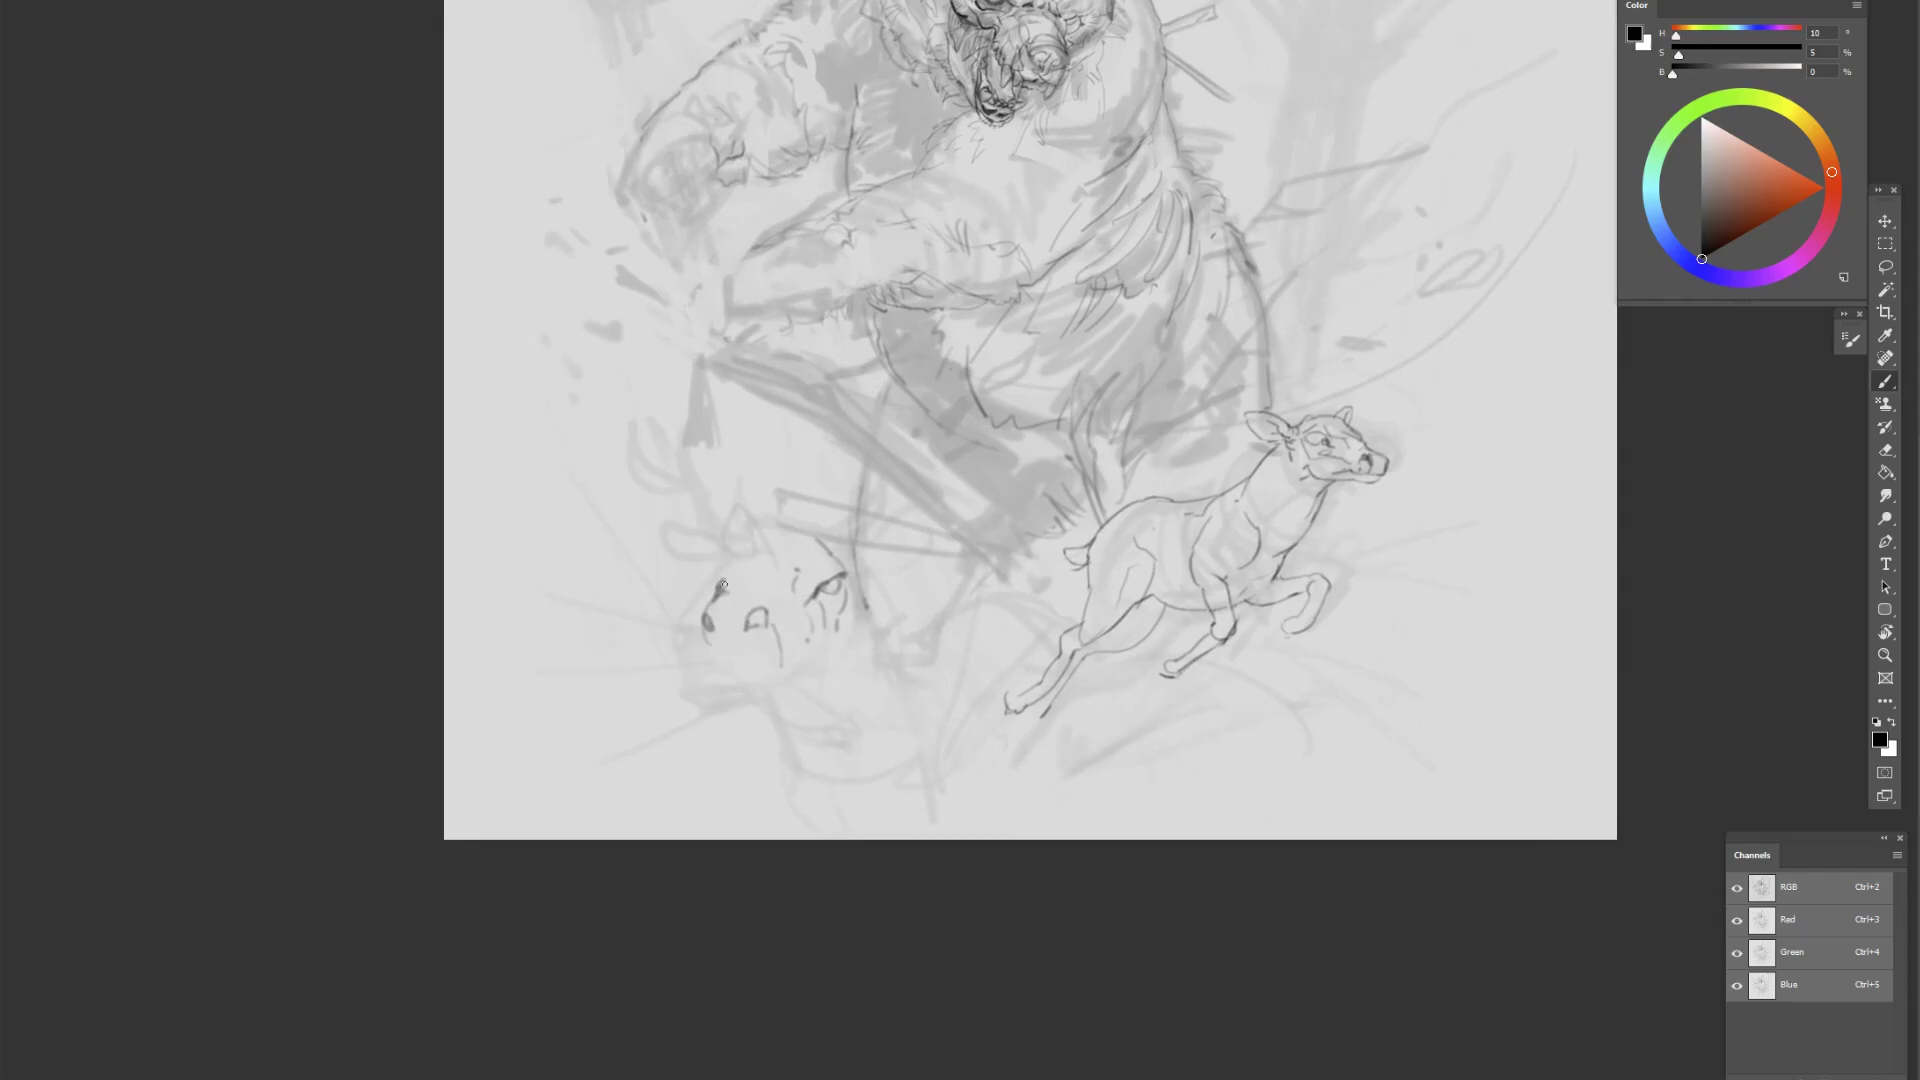 Color
H 10 °
S 5 %
B 0 %
Channels
RGB Ctrl+2
Red Ctrl+3
Green Ctrl+4
Blue Ctrl+5